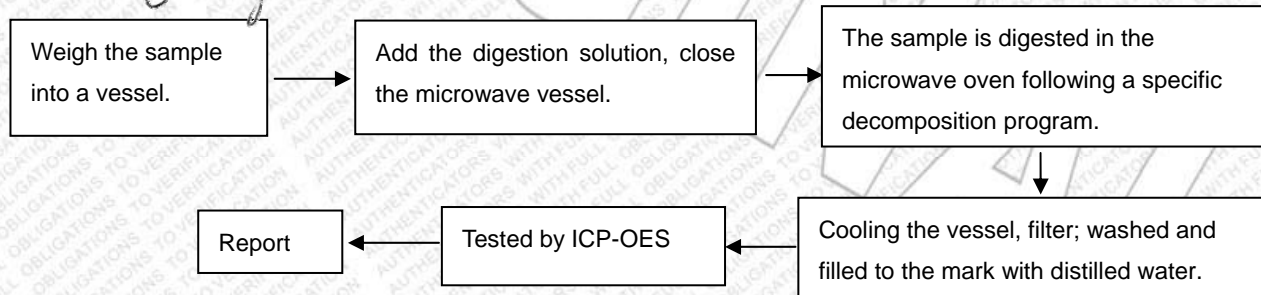 Weigh the sample
into a vessel.
Add the digestion solution, close
the microwave vessel.
The sample is digested in the
microwave oven following a specific
decomposition program.
Cooling the vessel, filter; washed and
filled to the mark with distilled water.
Tested by ICP-OES
Report